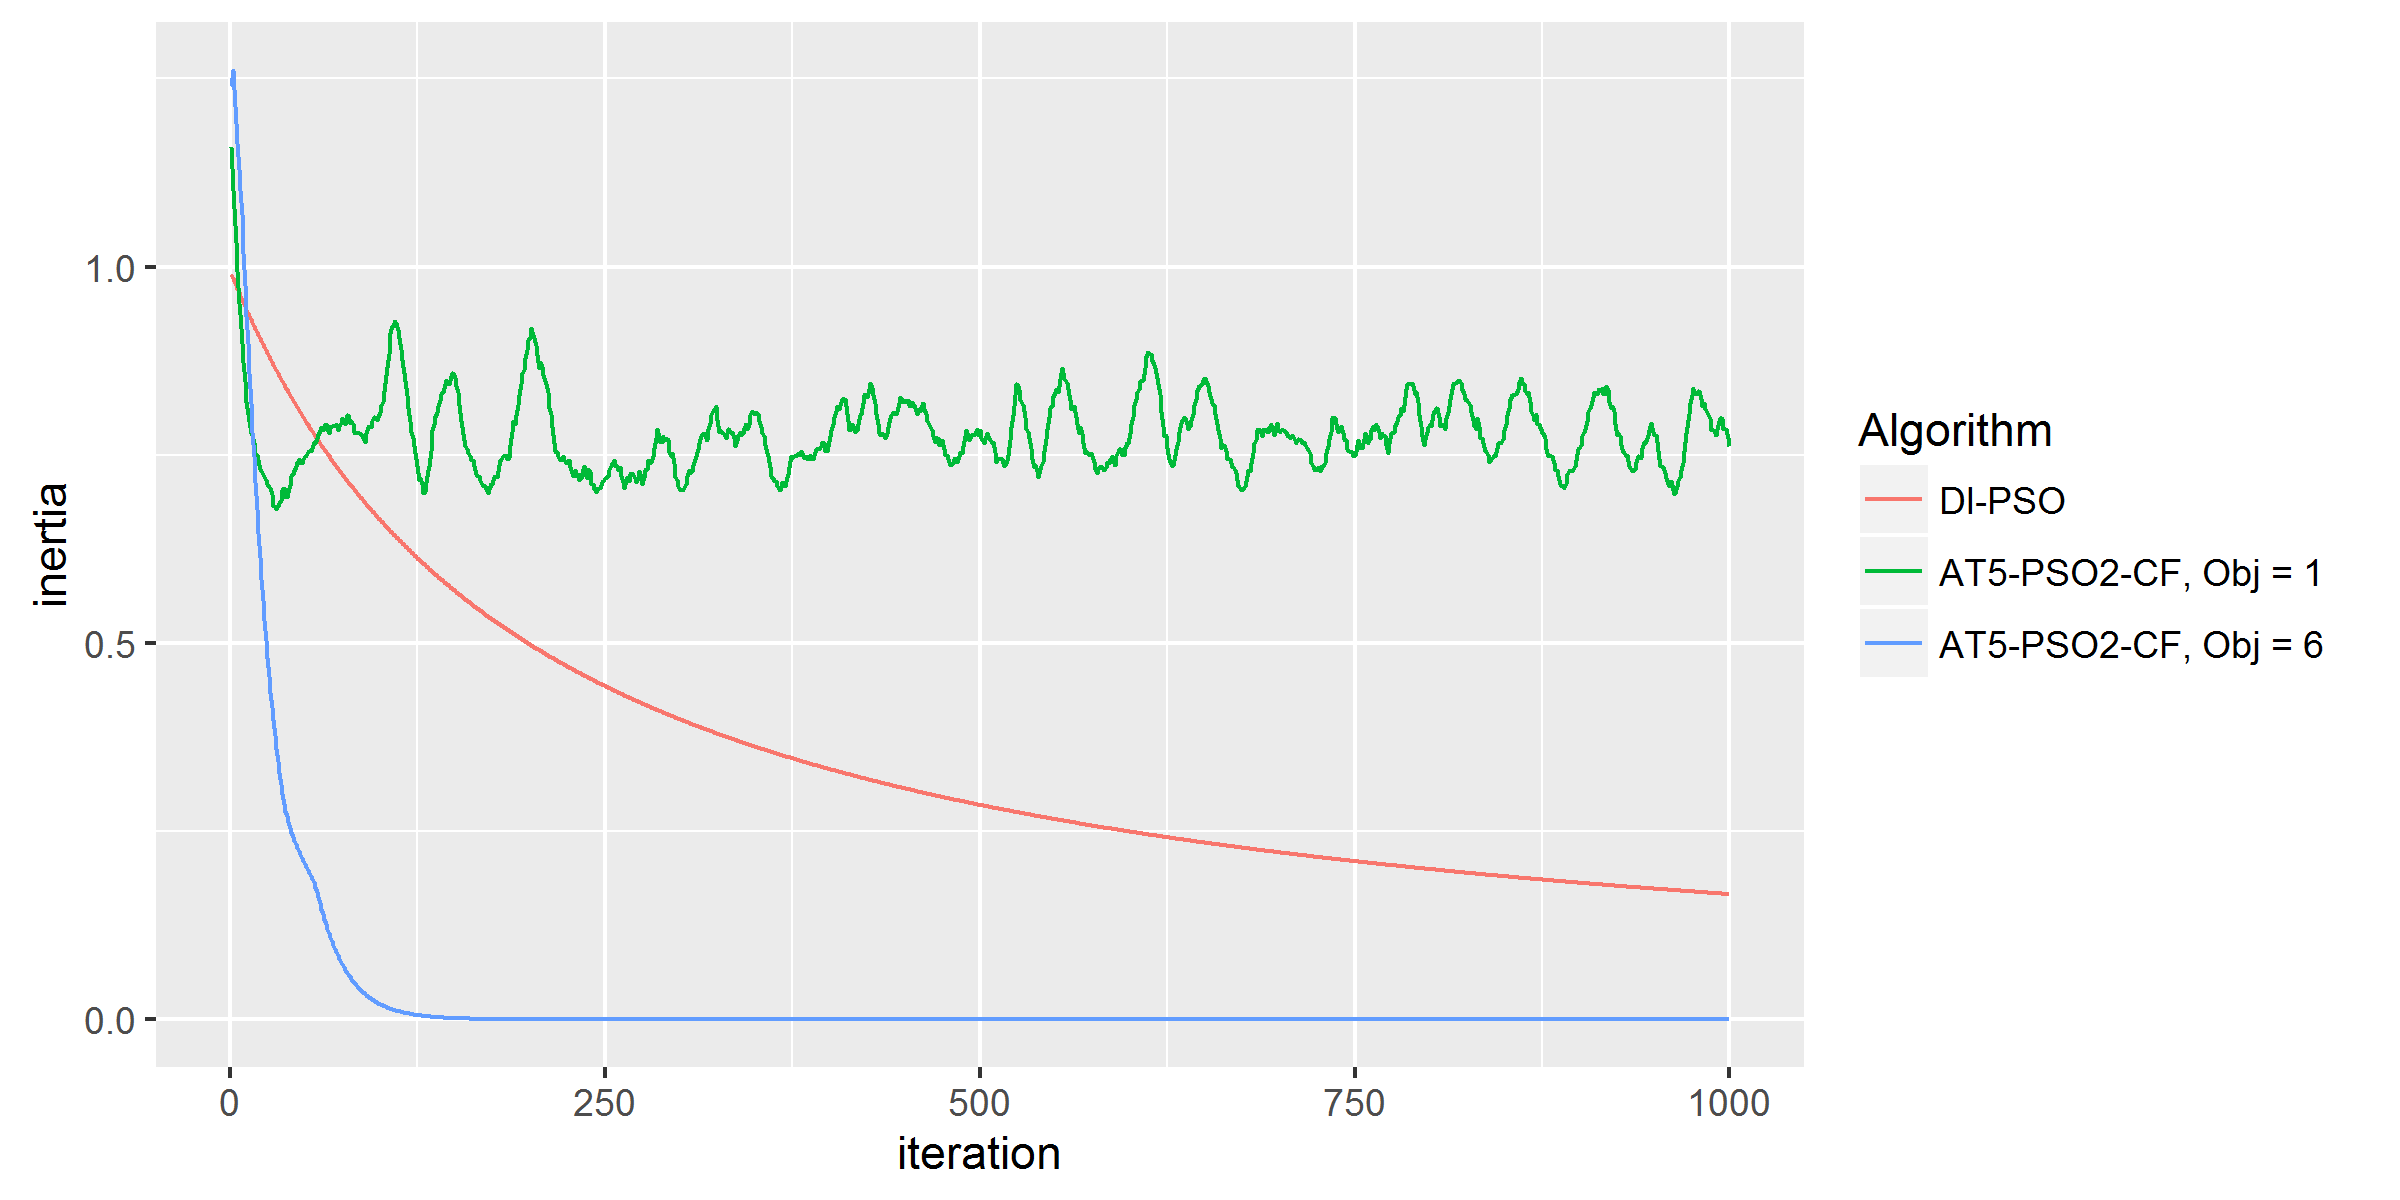 inertia
1.0
0.5
0.0
0
250
500
750
1000
iteration
Algorithm
DI-PSO
AT5-PSO2-CF, Obj = 1
AT5-PSO2-CF, Obj = 6